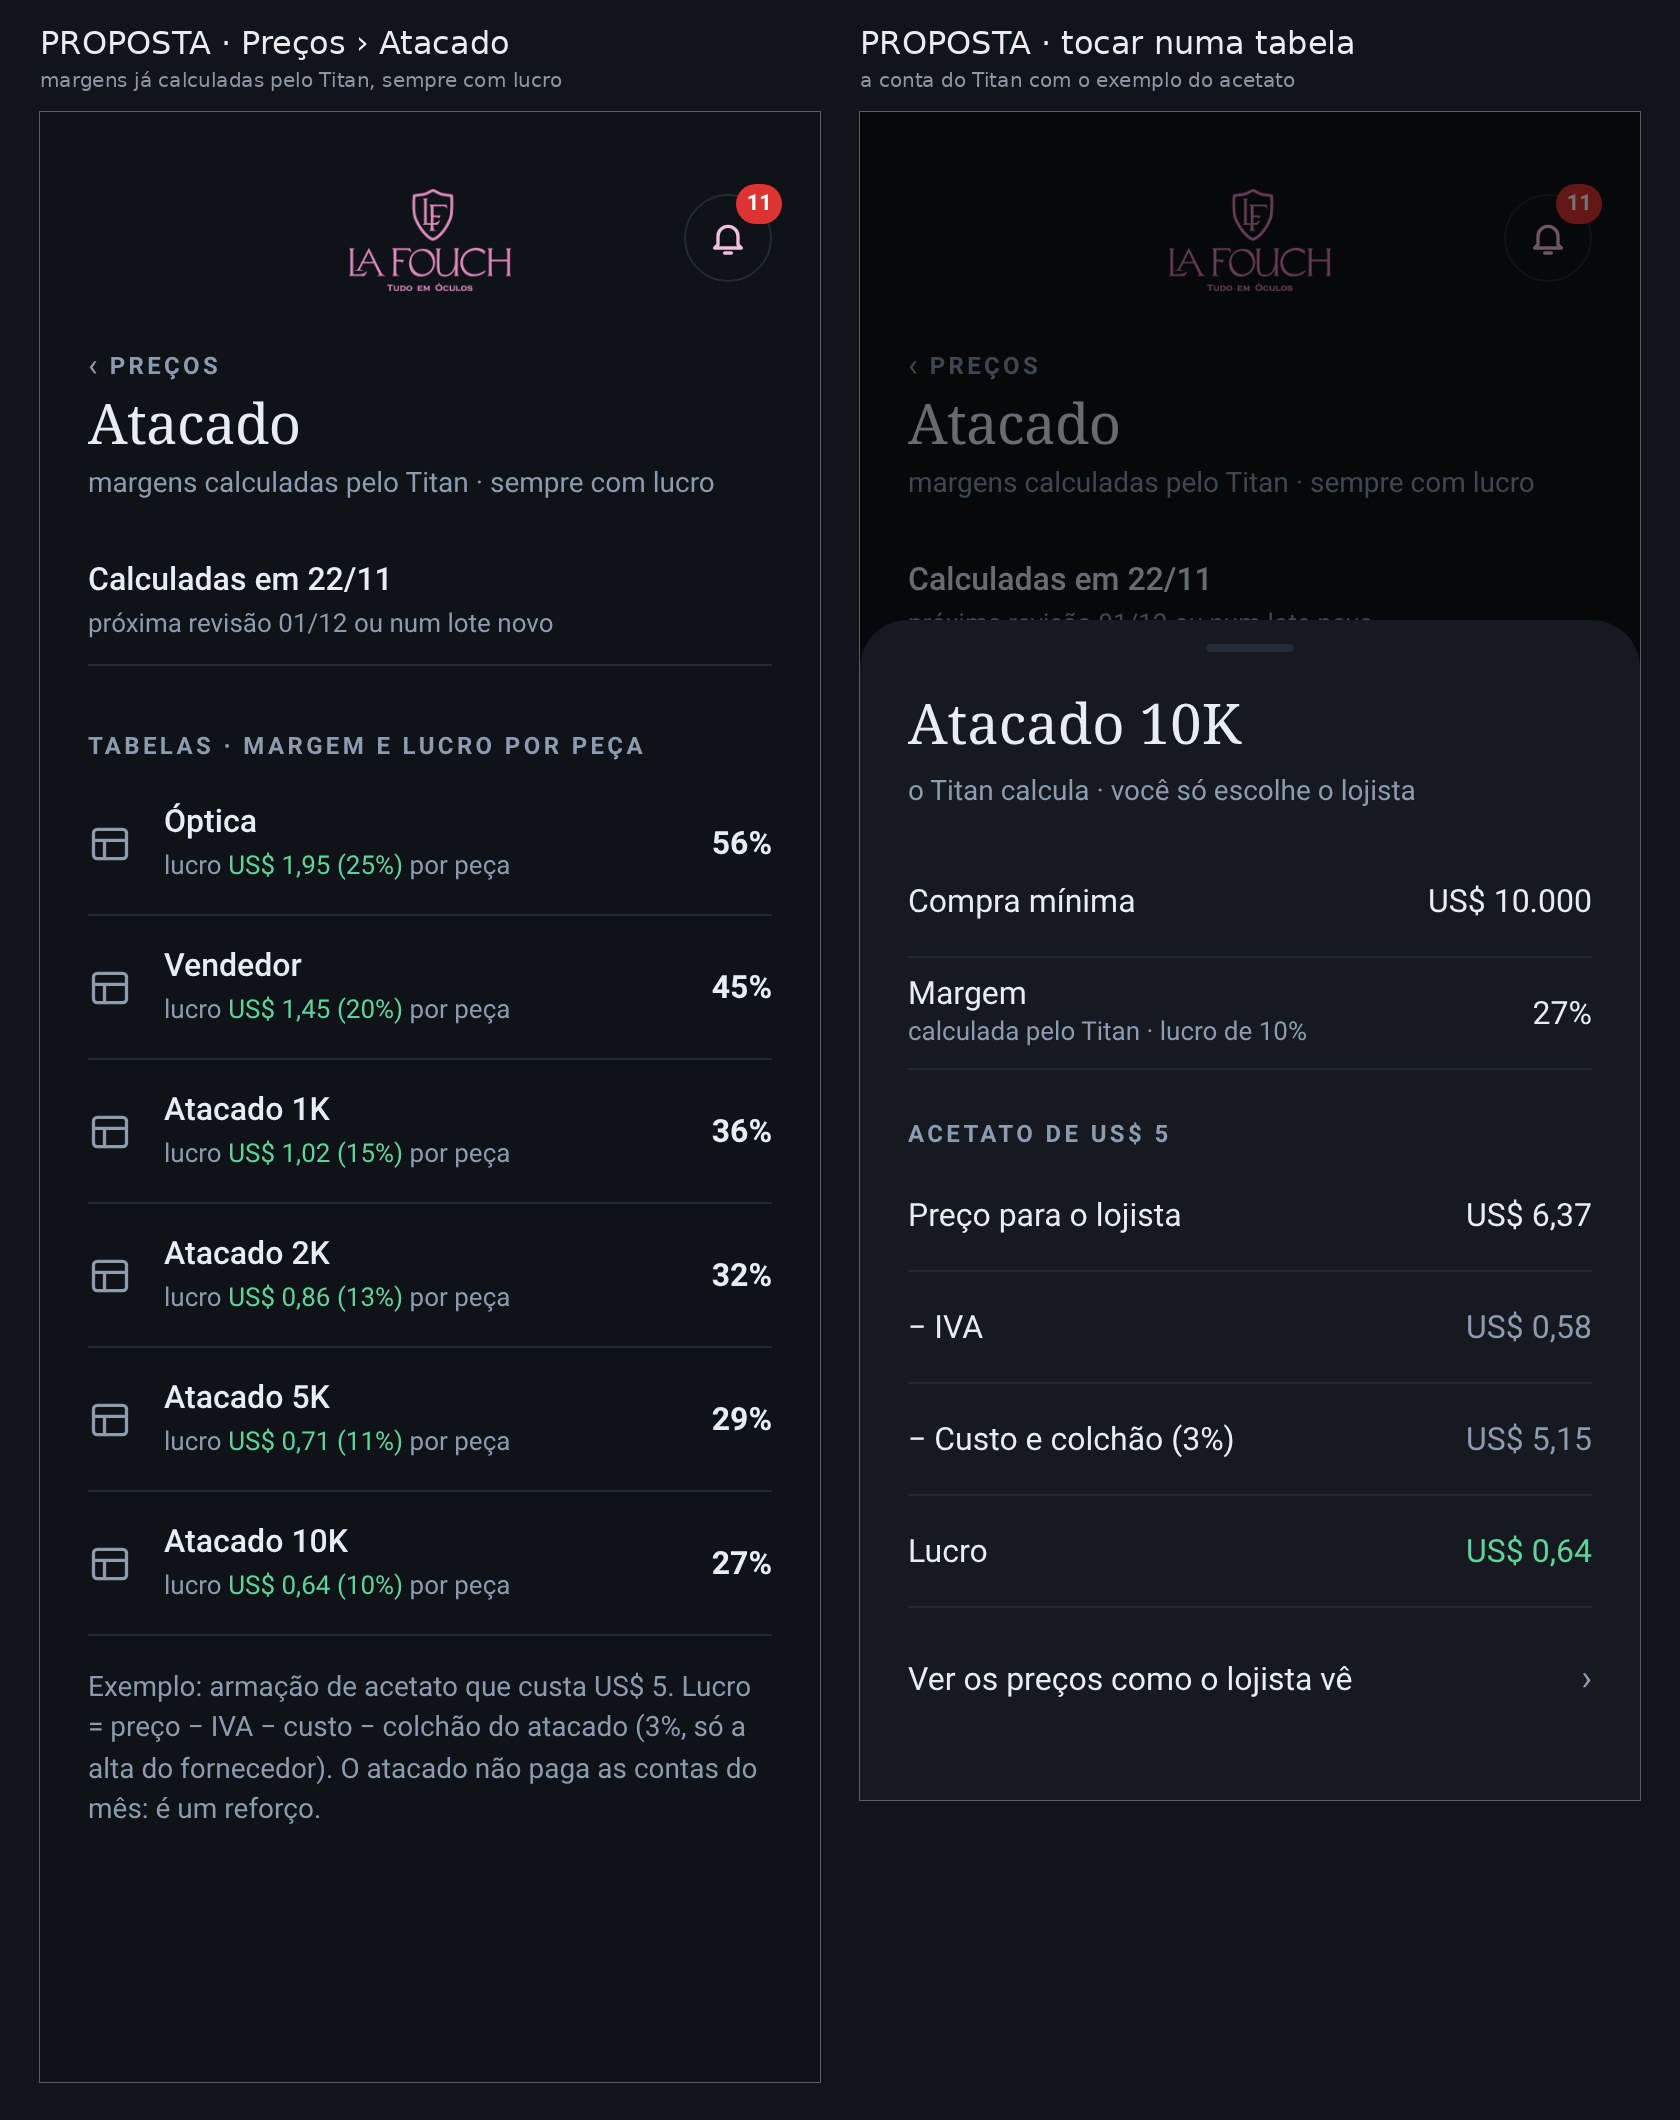 PROPOSTA · Preços › Atacado
margens já calculadas pelo Titan, sempre com lucro
11
LF
LA FOUCH
TUDO EM ÓCULOS
‹ PREÇOS
Atacado
margens calculadas pelo Titan · sempre com lucro
Calculadas em 22/11
próxima revisão 01/12 ou num lote novo
TABELAS · MARGEM E LUCRO POR PEÇA
Óptica
lucro US$ 1,95 (25%) por peça
56%
Vendedor
lucro US$ 1,45 (20%) por peça
45%
Atacado 1K
lucro US$ 1,02 (15%) por peça
36%
Atacado 2K
lucro US$ 0,86 (13%) por peça
32%
Atacado 5K
lucro US$ 0,71 (11%) por peça
29%
Atacado 10K
lucro US$ 0,64 (10%) por peça
27%
Exemplo: armação de acetato que custa US$ 5. Lucro
= preço − IVA − custo − colchão do atacado (3%, só a
alta do fornecedor). O atacado não paga as contas do
mês: é um reforço.
PROPOSTA · tocar numa tabela
a conta do Titan com o exemplo do acetato
11
LF
LA FOUCH
TUDO EM ÓCULOS
‹ PREÇOS
Atacado
margens calculadas pelo Titan · sempre com lucro
Calculadas em 22/11
próxima revisão 01/12 ou num lote novo
Atacado 10K
o Titan calcula · você só escolhe o lojista
Compra mínima US$ 10.000
Margem
calculada pelo Titan · lucro de 10%
27%
ACETATO DE US$ 5
Preço para o lojista US$ 6,37
− IVA US$ 0,58
− Custo e colchão (3%) US$ 5,15
Lucro US$ 0,64
Ver os preços como o lojista vê ›